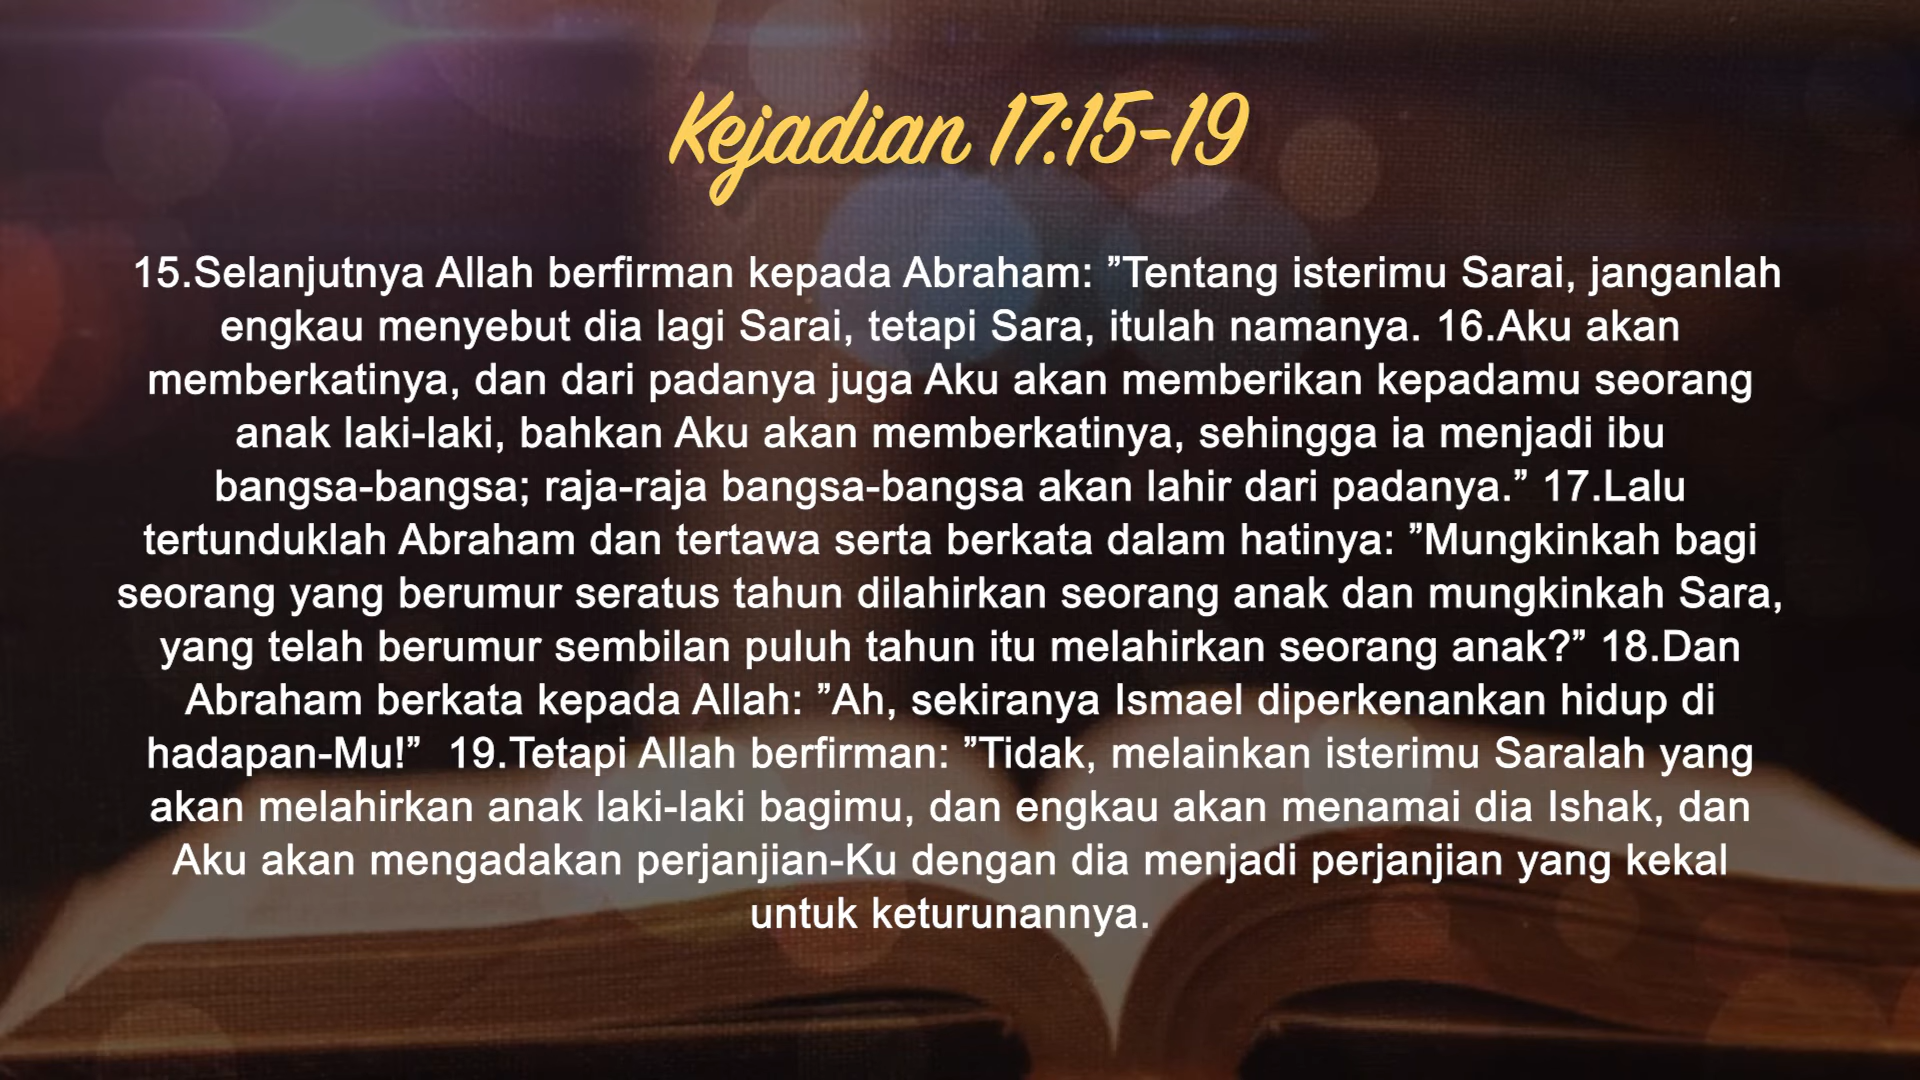 Kejadian 17:15-19
15.Selanjutnya Allah berfirman kepada Abraham: ”Tentang isterimu Sarai, janganlah
engkau menyebut dia lagi Sarai, tetapi Sara, itulah namanya. 16.Aku akan
memberkatinya, dan dari padanya juga Aku akan memberikan kepadamu seorang
anak laki-laki, bahkan Aku akan memberkatinya, sehingga ia menjadi ibu
bangsa-bangsa; raja-raja bangsa-bangsa akan lahir dari padanya.” 17.Lalu
tertunduklah Abraham dan tertawa serta berkata dalam hatinya: ”Mungkinkah bagi
seorang yang berumur seratus tahun dilahirkan seorang anak dan mungkinkah Sara,
yang telah berumur sembilan puluh tahun itu melahirkan seorang anak?” 18.Dan
Abraham berkata kepada Allah: ”Ah, sekiranya Ismael diperkenankan hidup di
hadapan-Mu!”  19.Tetapi Allah berfirman: ”Tidak, melainkan isterimu Saralah yang
akan melahirkan anak laki-laki bagimu, dan engkau akan menamai dia Ishak, dan
Aku akan mengadakan perjanjian-Ku dengan dia menjadi perjanjian yang kekal
untuk keturunannya.